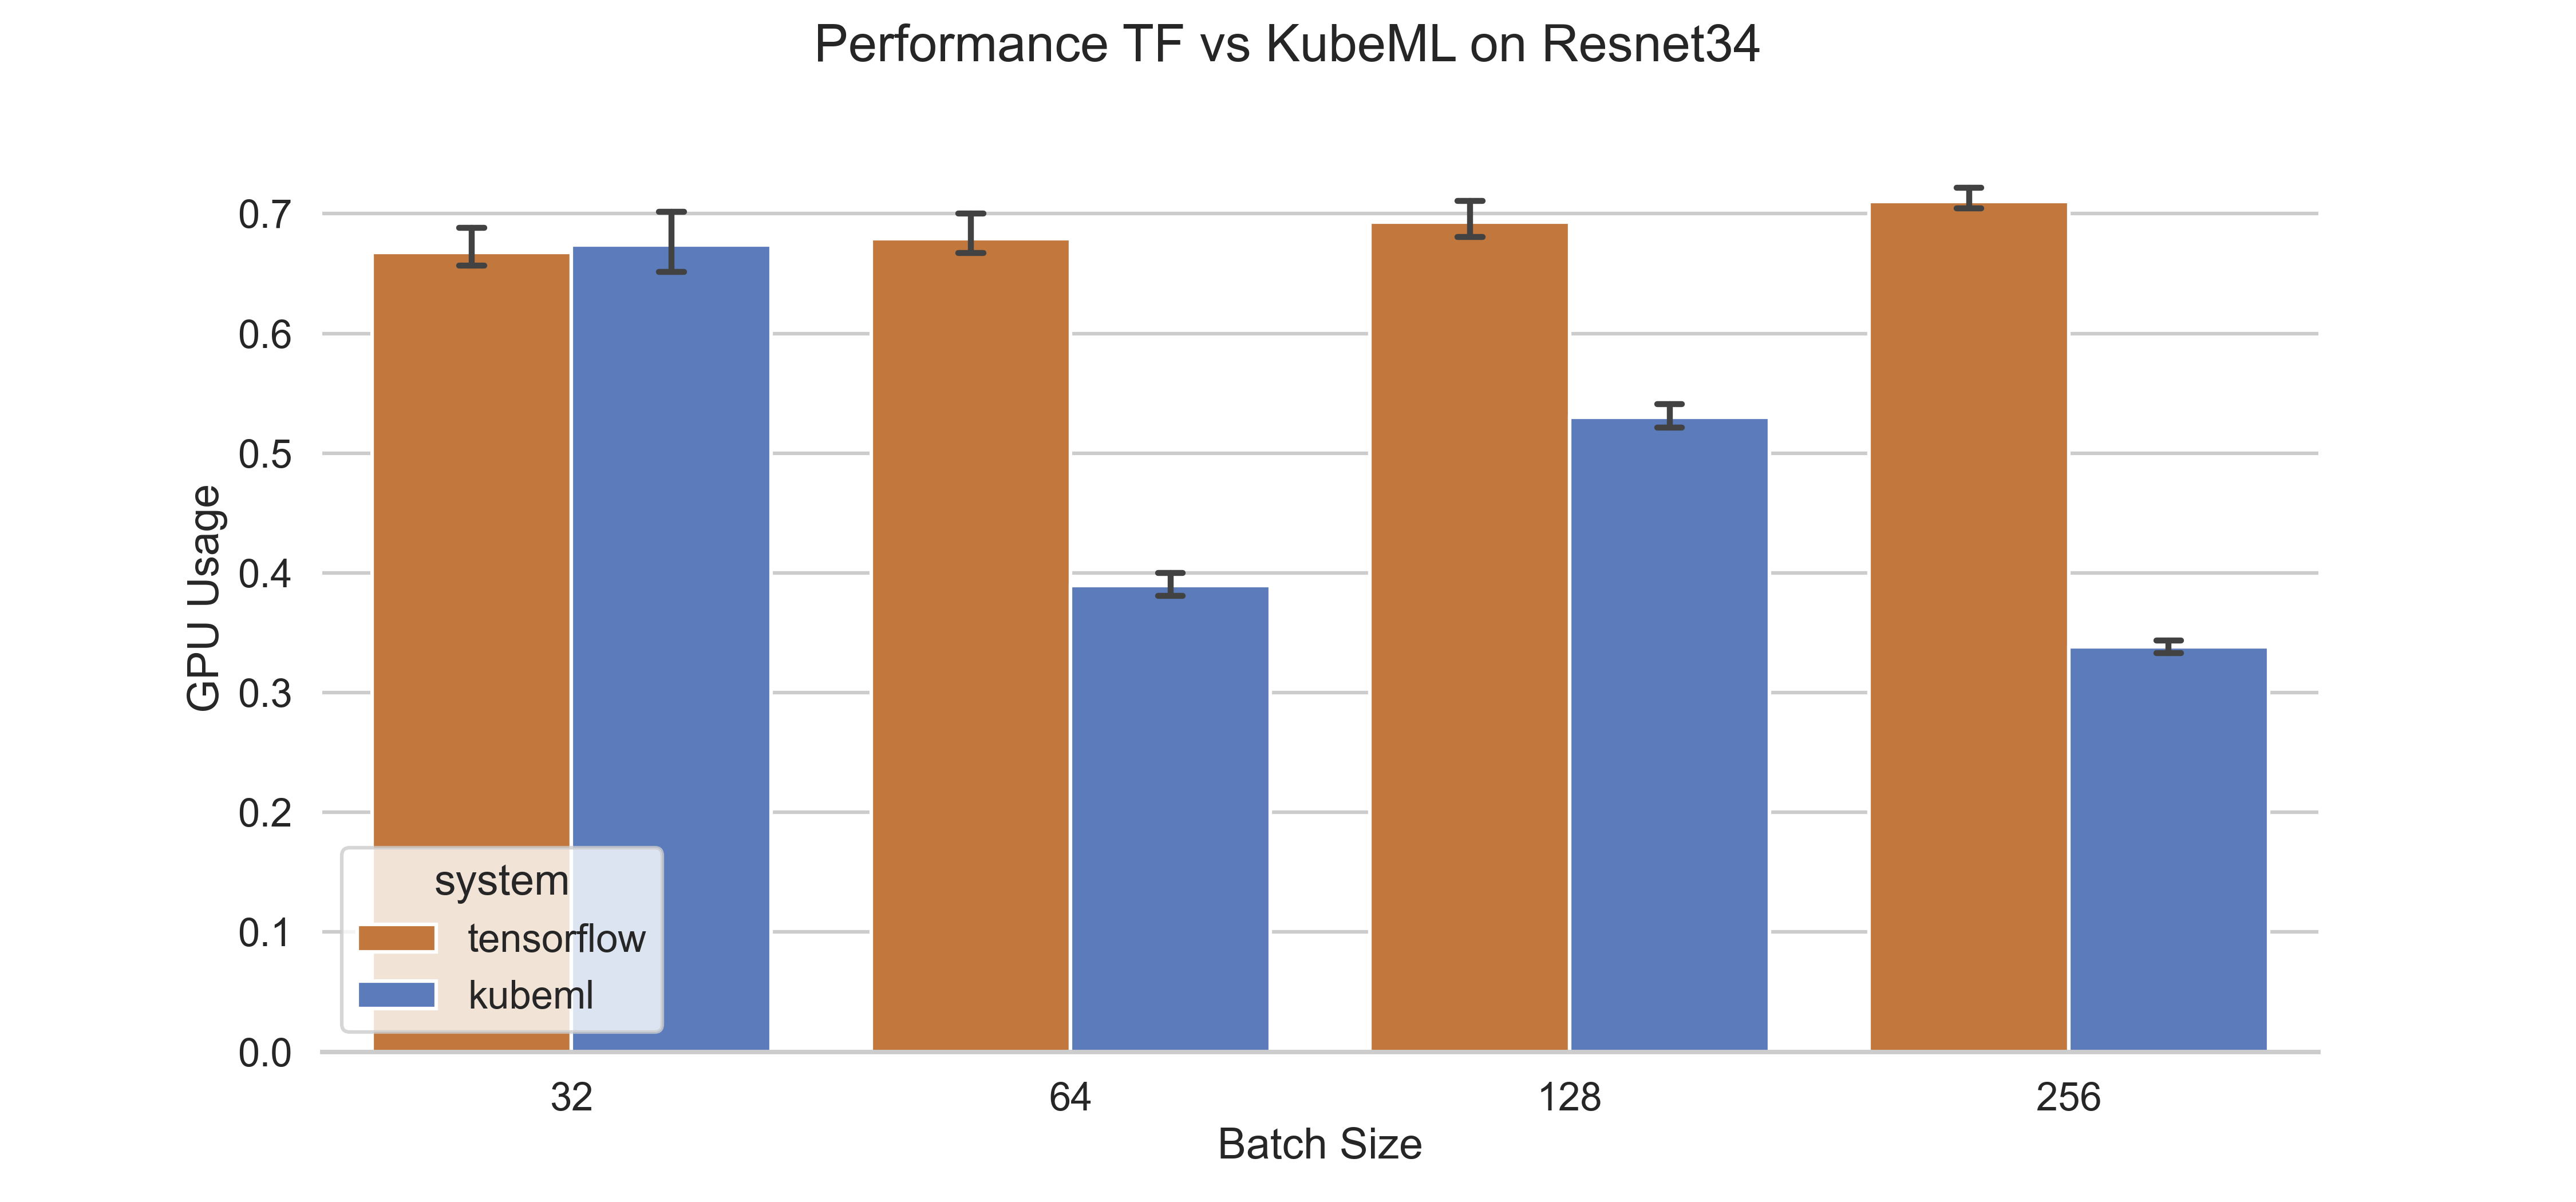 Performance TF vs KubeML on Resnet34
0.7
0.6
0.5
0.4
0.3
0.2
0.1
0.0
GPU Usage
system
tensorflow
kubeml
32 64 128 256
Batch Size